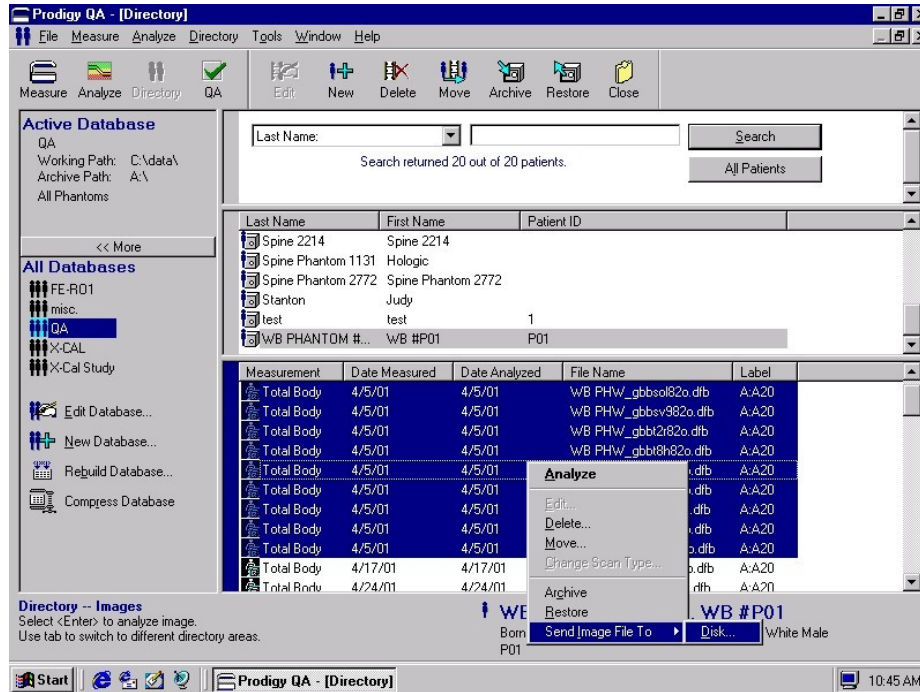 Prodigy QA - [Directory]
File Measure Analyze Directory Tools Window Help
Measure Analyze Directory QA Edit New Delete Move Archive Restore Close
Active Database
QA
Working Path: C:\data\
Archive Path: A:\
All Phantoms
<< More
All Databases
FE-RO1
misc.
QA
X-CAL
X-Cal Study
Edit Database...
New Database...
Rebuild Database...
Compress Database
Last Name: Search
Search returned 20 out of 20 patients.
All Patients
Last Name First Name Patient ID
Spine 2214 Spine 2214
Spine Phantom 1131 Hologic
Spine Phantom 2772 Spine Phantom 2772
Stanton Judy
test test 1
WB PHANTOM #... WB #P01 P01
Measurement Date Measured Date Analyzed File Name Label
Total Body 4/5/01 4/5/01 WB PHW_gbbsol82o.dfb A:A20
Total Body 4/5/01 4/5/01 WB PHW_gbbsv982o.dfb A:A20
Total Body 4/5/01 4/5/01 WB PHW_gbbt2r82o.dfb A:A20
Total Body 4/5/01 4/5/01 WB PHW_gbbt8h82o.dfb A:A20
Total Body 4/5/01 4/5/01 .dfb A:A20
Total Body 4/5/01 4/5/01 .dfb A:A20
Total Body 4/5/01 4/5/01 .dfb A:A20
Total Body 4/5/01 4/5/01 .dfb A:A20
Total Body 4/5/01 4/5/01 .dfb A:A20
Total Body 4/17/01 4/17/01 .dfb A:A20
Total Body 4/24/01 4/24/01 .dfb A:A20
Analyze
Edit...
Delete...
Move...
Change Scan Type...
Archive
Restore
Send Image File To
Disk...
Directory -- Images
Select <Enter> to analyze image.
Use tab to switch to different directory areas.
WB #P01
Born White Male
P01
Start Prodigy QA - [Directory] 10:45 AM